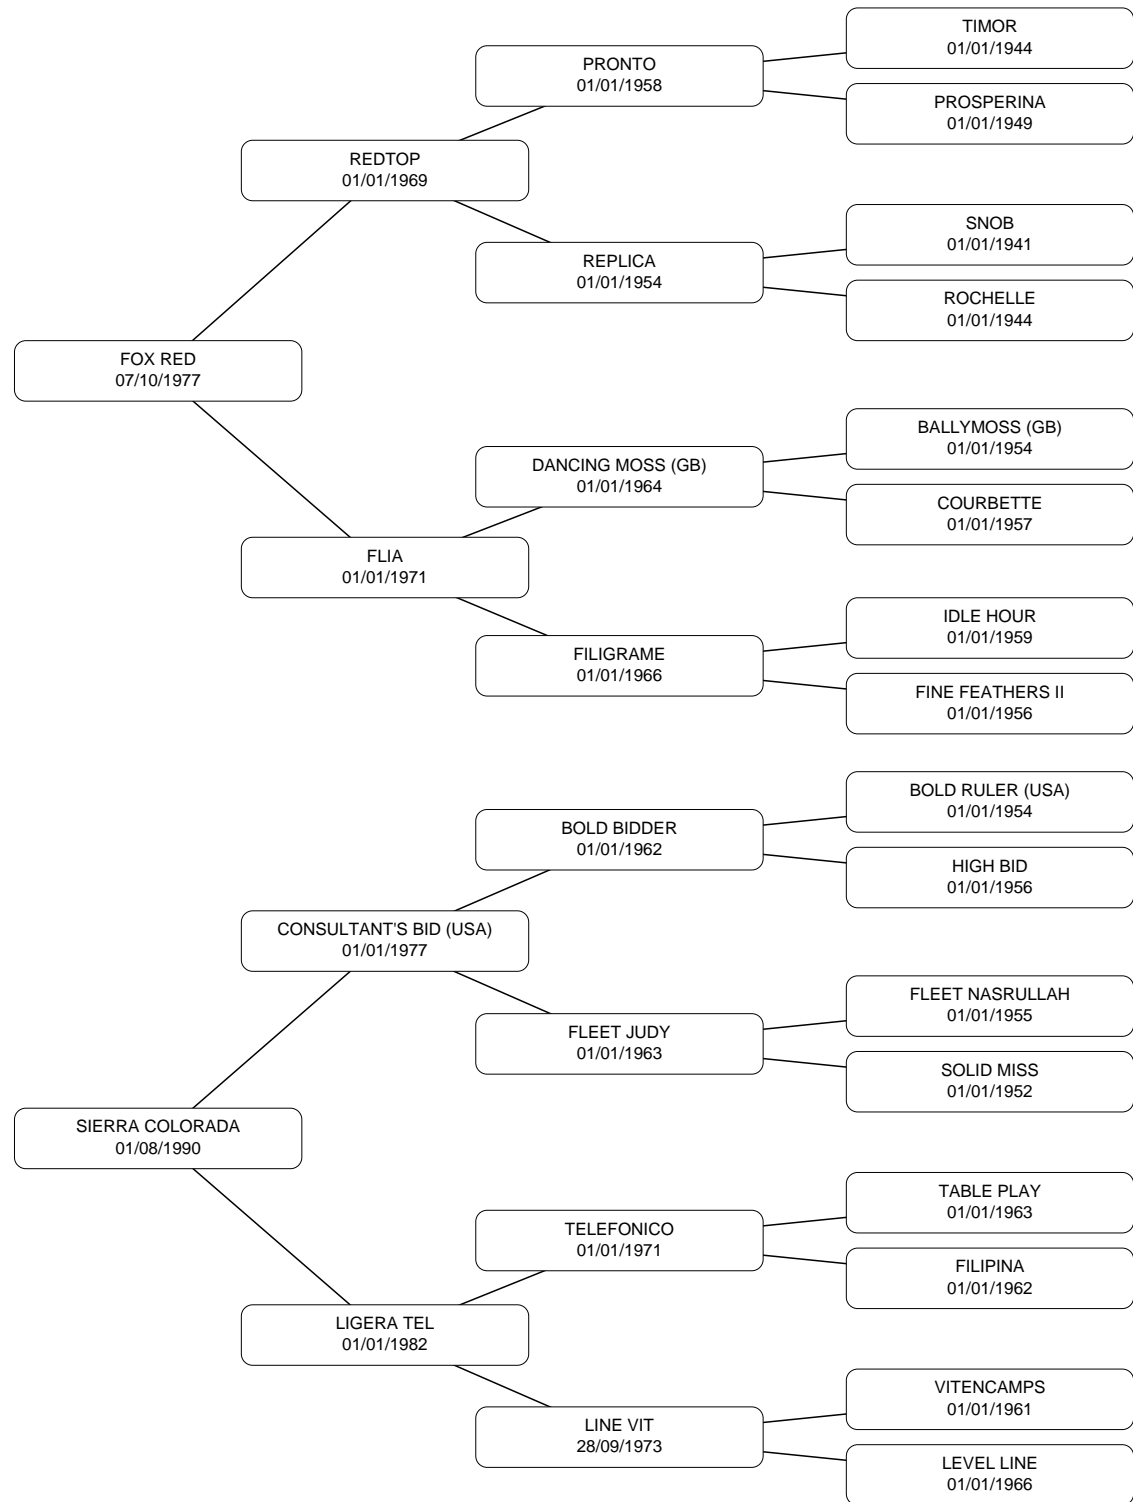 TIMOR
01/01/1944
PRONTO
01/01/1958
PROSPERINA
01/01/1949
REDTOP
01/01/1969
SNOB
01/01/1941
REPLICA
01/01/1954
ROCHELLE
01/01/1944
FOX RED
07/10/1977
BALLYMOSS (GB)
01/01/1954
DANCING MOSS (GB)
01/01/1964
COURBETTE
01/01/1957
FLIA
01/01/1971
IDLE HOUR
01/01/1959
FILIGRAME
01/01/1966
FINE FEATHERS II
01/01/1956
BOLD RULER (USA)
01/01/1954
BOLD BIDDER
01/01/1962
HIGH BID
01/01/1956
CONSULTANT'S BID (USA)
01/01/1977
FLEET NASRULLAH
01/01/1955
FLEET JUDY
01/01/1963
SOLID MISS
01/01/1952
SIERRA COLORADA
01/08/1990
TABLE PLAY
01/01/1963
TELEFONICO
01/01/1971
FILIPINA
01/01/1962
LIGERA TEL
01/01/1982
VITENCAMPS
01/01/1961
LINE VIT
28/09/1973
LEVEL LINE
01/01/1966